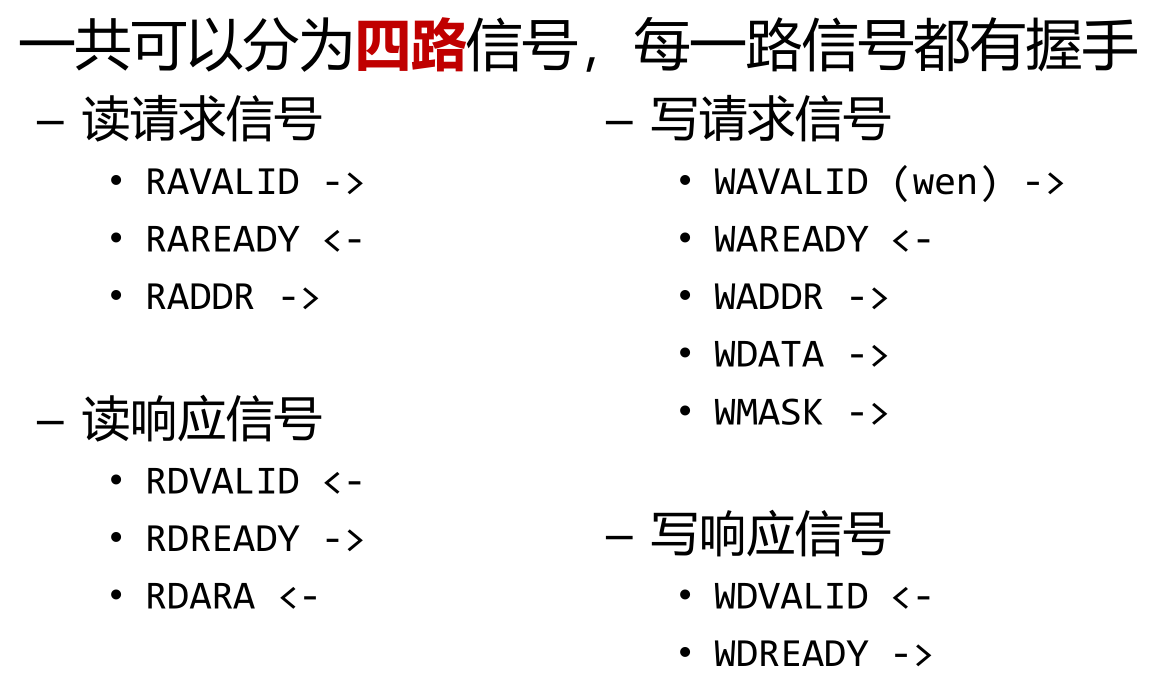 一共可以分为四路信号，每一路信号都有握手
– 读请求信号
• RAVALID ->
• RAREADY <-
• RADDR ->
– 读响应信号
• RDVALID <-
• RDREADY ->
• RDARA <-
– 写请求信号
• WAVALID (wen) ->
• WAREADY <-
• WADDR ->
• WDATA ->
• WMASK ->
– 写响应信号
• WDVALID <-
• WDREADY ->